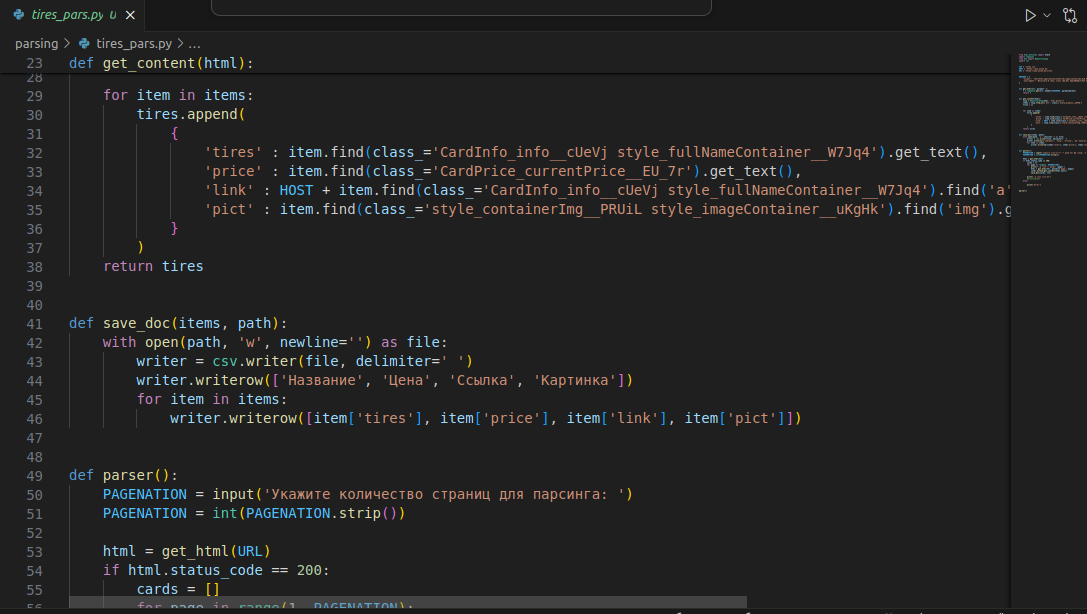 tires_pars.py U
parsing > tires_pars.py > ...
23 def get_content(html):
28
29 for item in items:
30 tires.append(
31 {
32 'tires' : item.find(class_='CardInfo_info__cUeVj style_fullNameContainer__W7Jq4').get_text(),
33 'price' : item.find(class_='CardPrice_currentPrice__EU_7r').get_text(),
34 'link' : HOST + item.find(class_='CardInfo_info__cUeVj style_fullNameContainer__W7Jq4').find('a'
35 'pict' : item.find(class_='style_containerImg__PRUiL style_imageContainer__uKgHk').find('img').g
36 }
37 )
38 return tires
39
40
41 def save_doc(items, path):
42 with open(path, 'w', newline='') as file:
43 writer = csv.writer(file, delimiter=' ')
44 writer.writerow(['Название', 'Цена', 'Ссылка', 'Картинка'])
45 for item in items:
46 writer.writerow([item['tires'], item['price'], item['link'], item['pict']])
47
48
49 def parser():
50 PAGENATION = input('Укажите количество страниц для парсинга: ')
51 PAGENATION = int(PAGENATION.strip())
52
53 html = get_html(URL)
54 if html.status_code == 200:
55 cards = []
56 for page in range(1, PAGENATION):